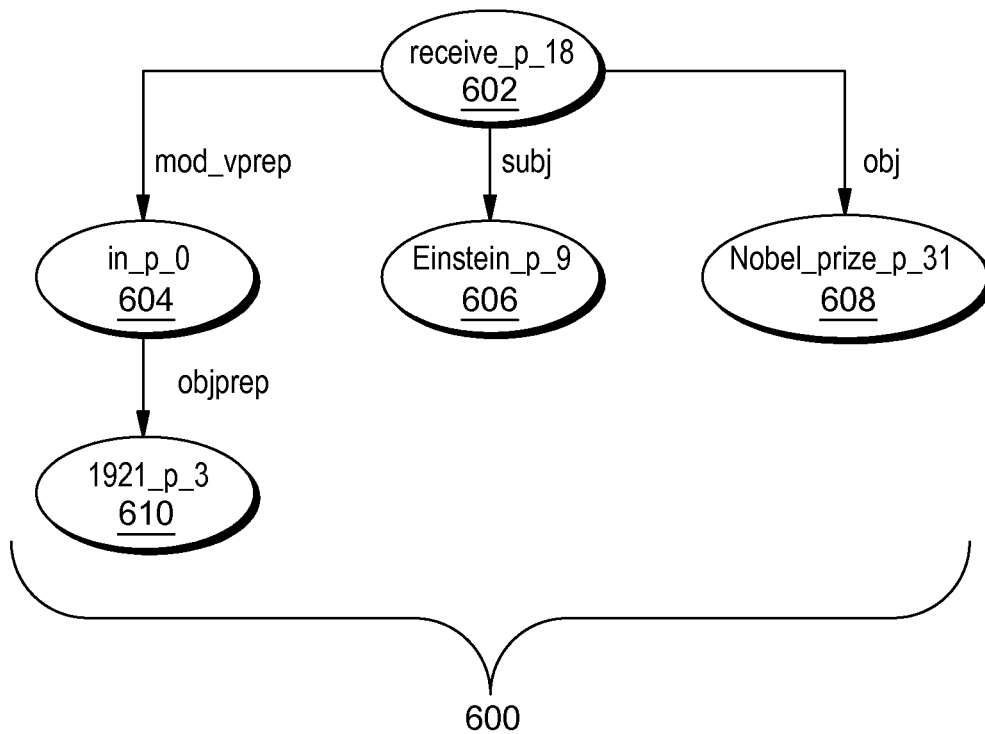 receive_p_18
602
mod_vprep
subj
obj
in_p_0
604
Einstein_p_9
606
Nobel_prize_p_31
608
objprep
1921_p_3
610
600